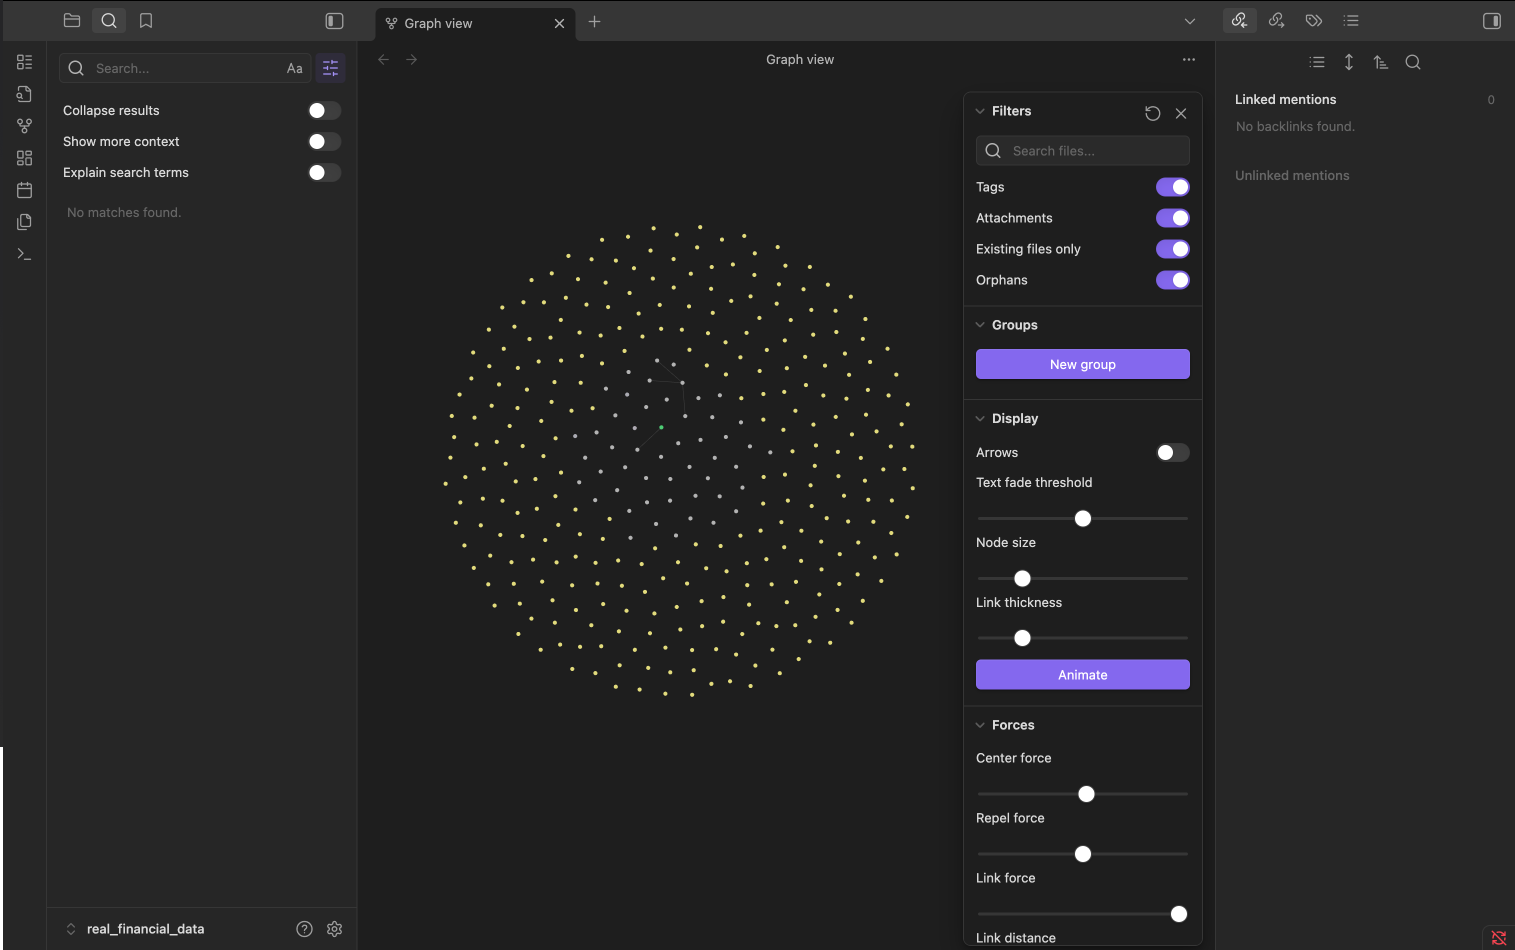 Graph view
Search...
Aa
Collapse results
Show more context
Explain search terms
No matches found.
real_financial_data
Graph view
Filters
Search files...
Tags
Attachments
Existing files only
Orphans
Groups
New group
Display
Arrows
Text fade threshold
Node size
Link thickness
Animate
Forces
Center force
Repel force
Link force
Link distance
Linked mentions
0
No backlinks found.
Unlinked mentions